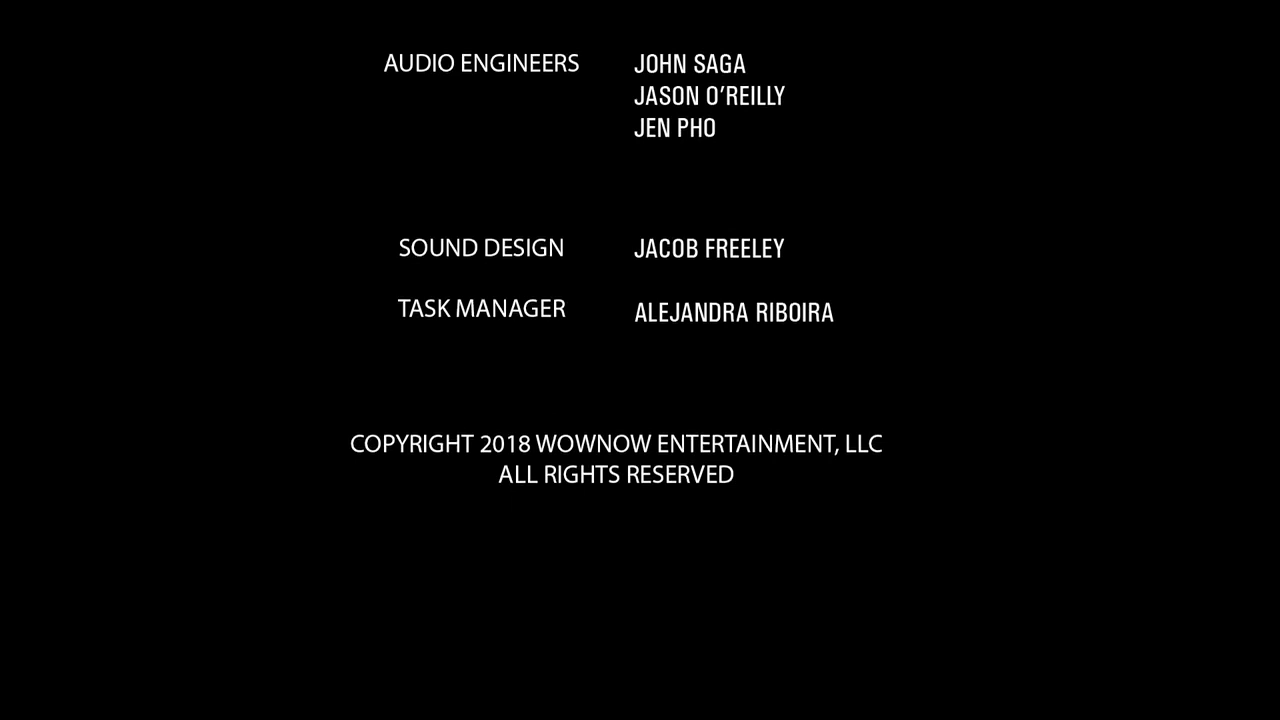 AUDIO ENGINEERS JOHN SAGA
JASON O’REILLY
JEN PHO
SOUND DESIGN JACOB FREELEY
TASK MANAGER ALEJANDRA RIBOIRA
COPYRIGHT 2018 WOWNOW ENTERTAINMENT, LLC
ALL RIGHTS RESERVED